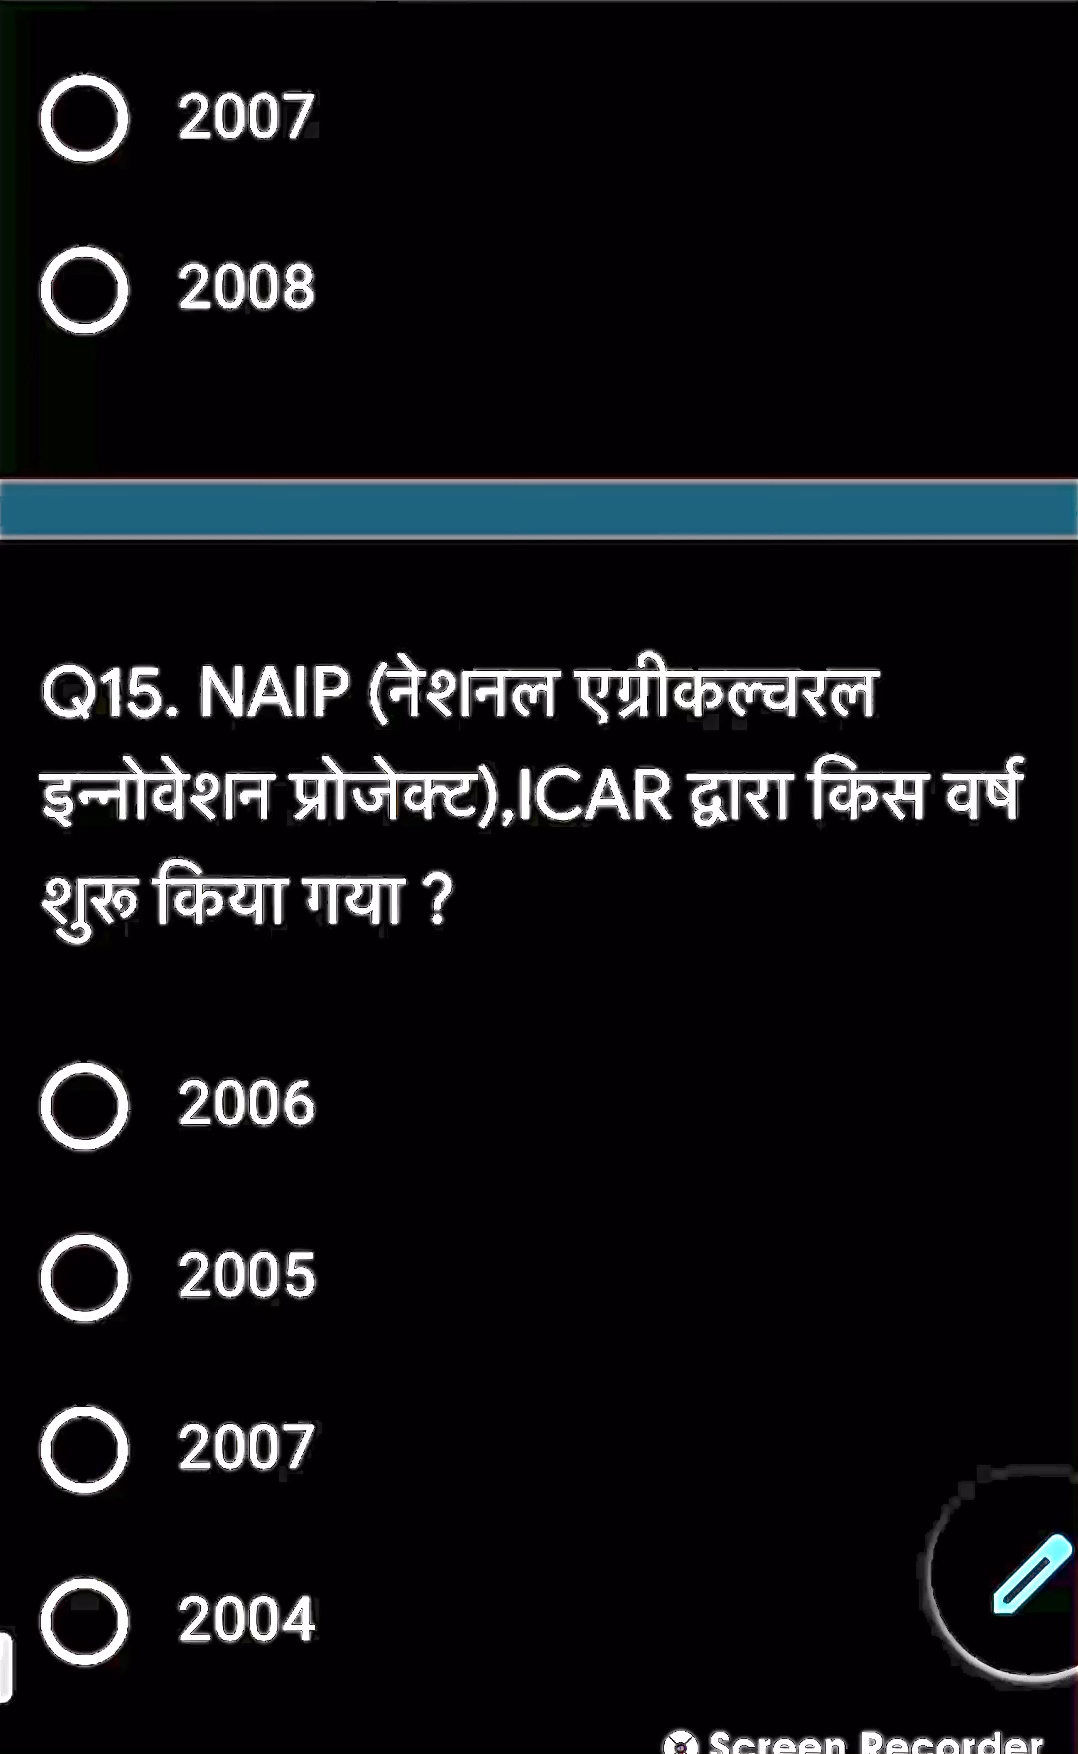 2007
2008
Q15. NAIP (नेशनल एग्रीकल्चरल
इन्नोवेशन प्रोजेक्ट),ICAR द्वारा किस वर्ष
शुरू किया गया ?
2006
2005
2007
2004
Screen Recorder